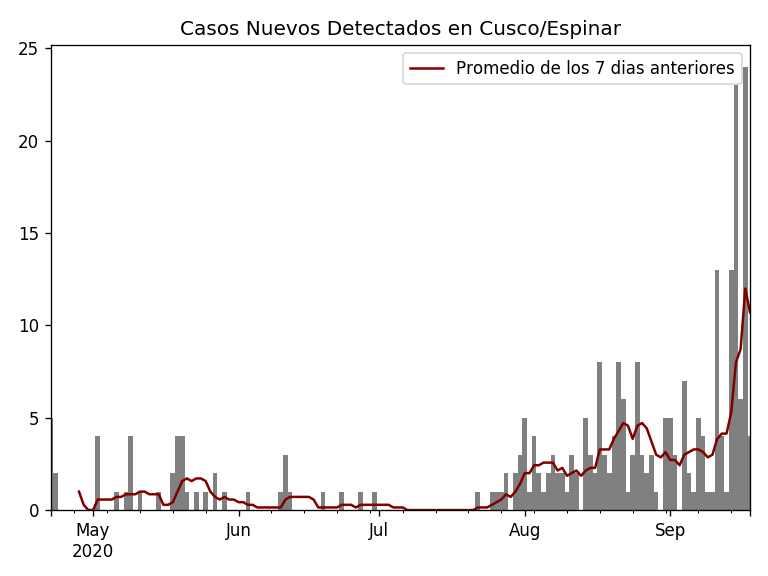 Casos Nuevos Detectados en Cusco/Espinar
Promedio de los 7 dias anteriores
25
20
15
10
5
0
May Jun Jul Aug Sep
2020